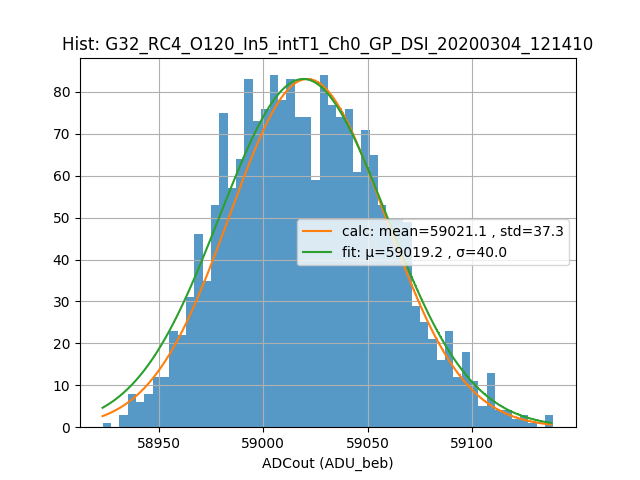 Hist: G32_RC4_O120_In5_intT1_Ch0_GP_DSI_20200304_121410
80
70
60
50
40
30
20
10
0
calc: mean=59021.1 , std=37.3
fit: μ=59019.2 , σ=40.0
58950 59000 59050 59100
ADCout (ADU_beb)